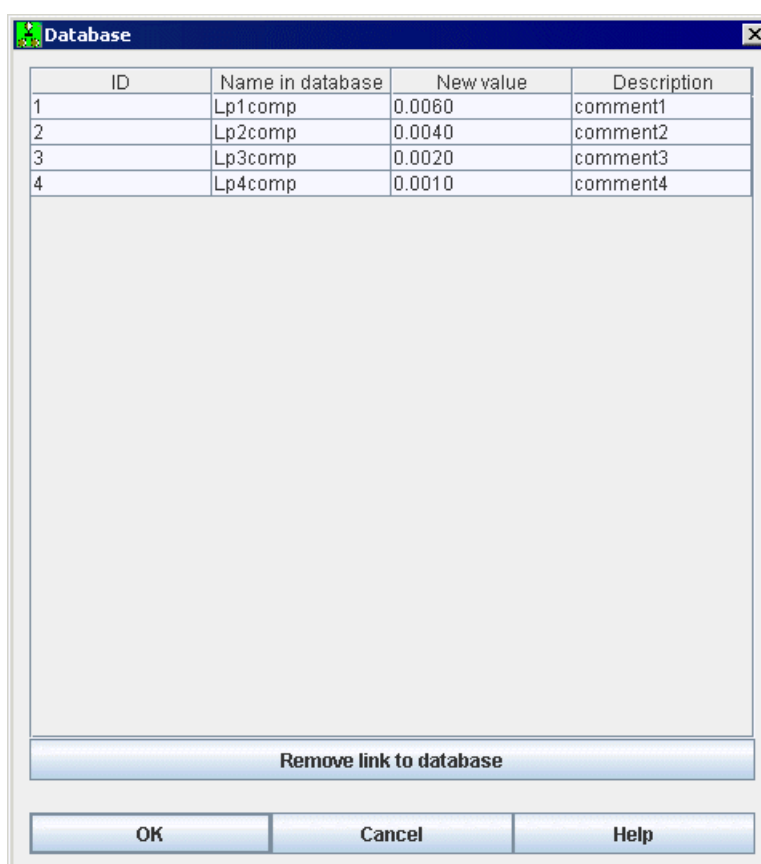 Database
ID Name in database New value Description
1 Lp1comp 0.0060 comment1
2 Lp2comp 0.0040 comment2
3 Lp3comp 0.0020 comment3
4 Lp4comp 0.0010 comment4
Remove link to database
OK Cancel Help